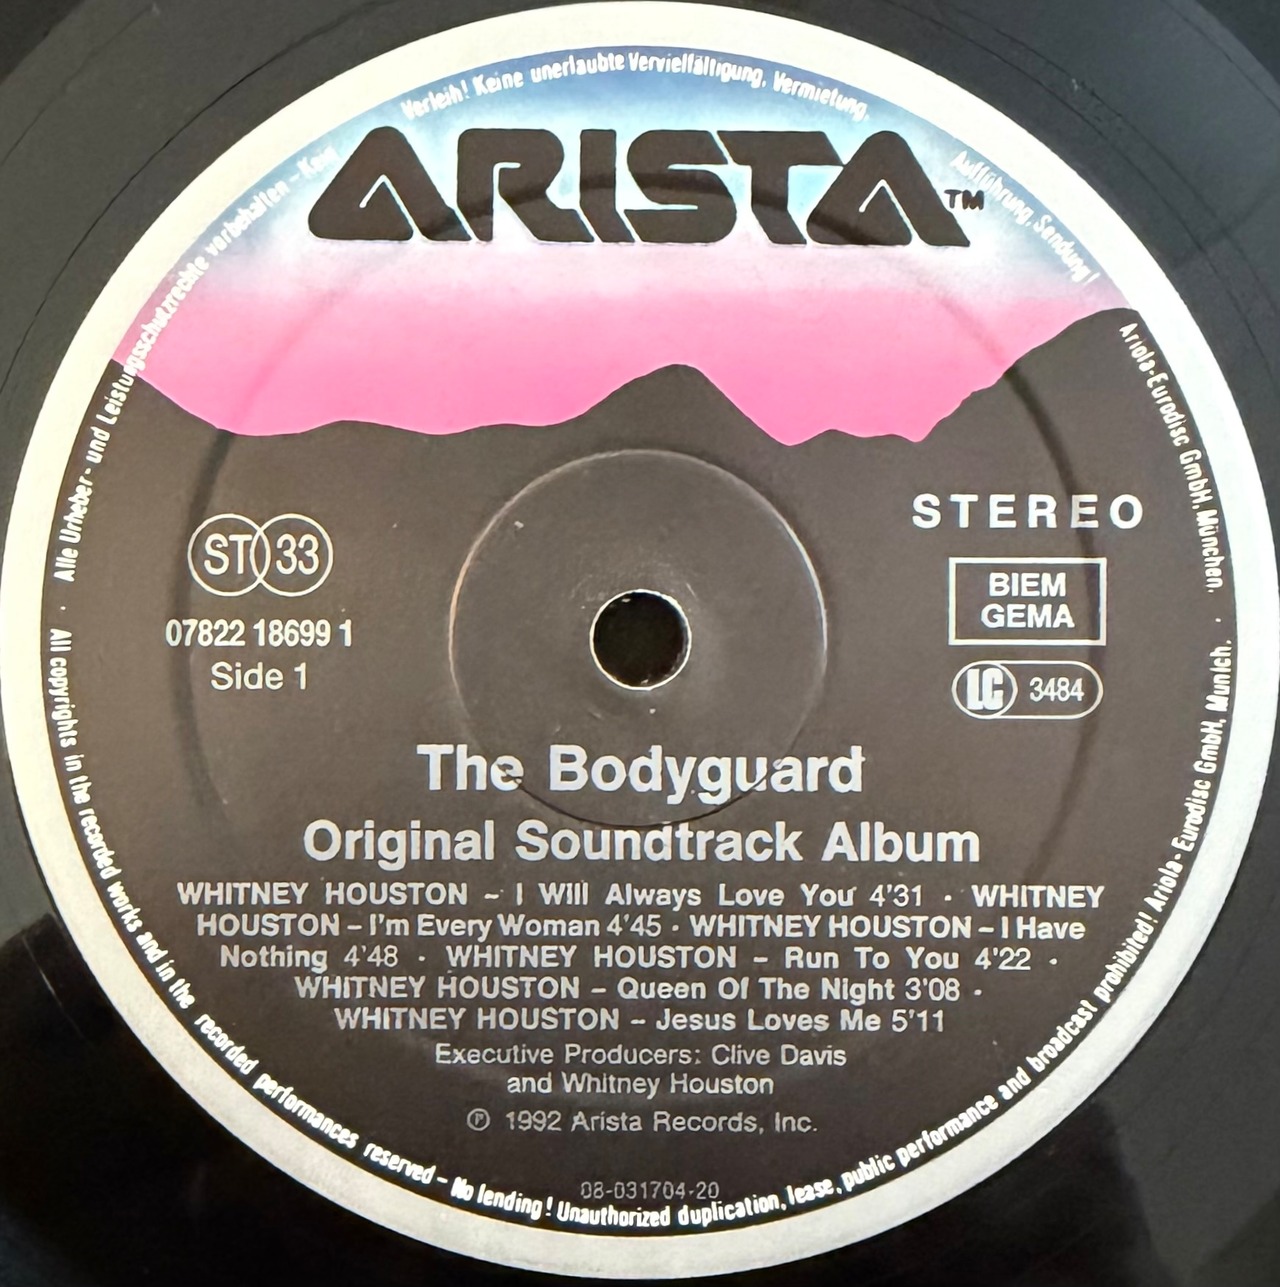 Alle Urheber- und Leistungsschutzrechte vorbehalten - Kein Verleih! Keine unerlaubte Vervielfältigung, Vermietung, Aufführung, Sendung!
ARISTA™
Ariola-Eurodisc GmbH, München. ·
STEREO
ST 33
BIEM
GEMA
07822 18699 1
Side 1
LC 3484
The Bodyguard
Original Soundtrack Album
WHITNEY HOUSTON - I Will Always Love You 4'31 · WHITNEY
HOUSTON - I'm Every Woman 4'45 · WHITNEY HOUSTON - I Have
Nothing 4'48 · WHITNEY HOUSTON - Run To You 4'22 ·
WHITNEY HOUSTON - Queen Of The Night 3'08 ·
WHITNEY HOUSTON - Jesus Loves Me 5'11
Executive Producers: Clive Davis
and Whitney Houston
℗ 1992 Arista Records, Inc.
08-031704-20
· All copyrights in the recorded works and in the recorded performances reserved - No lending! Unauthorized duplication, lease, public performance and broadcast prohibited! Ariola-Eurodisc GmbH, Munich.